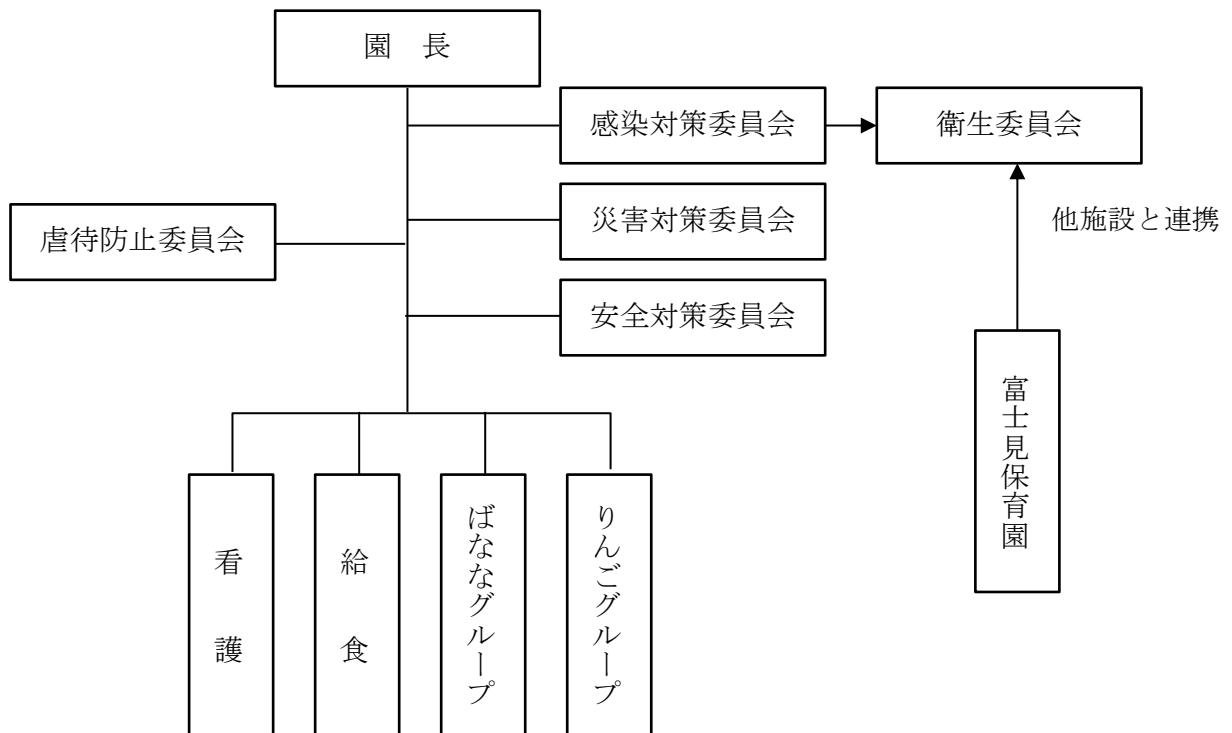 園　長
感染対策委員会
衛生委員会
虐待防止委員会
災害対策委員会
他施設と連携
安全対策委員会
看護
給食
ばななグループ
りんごグループ
富士見保育園